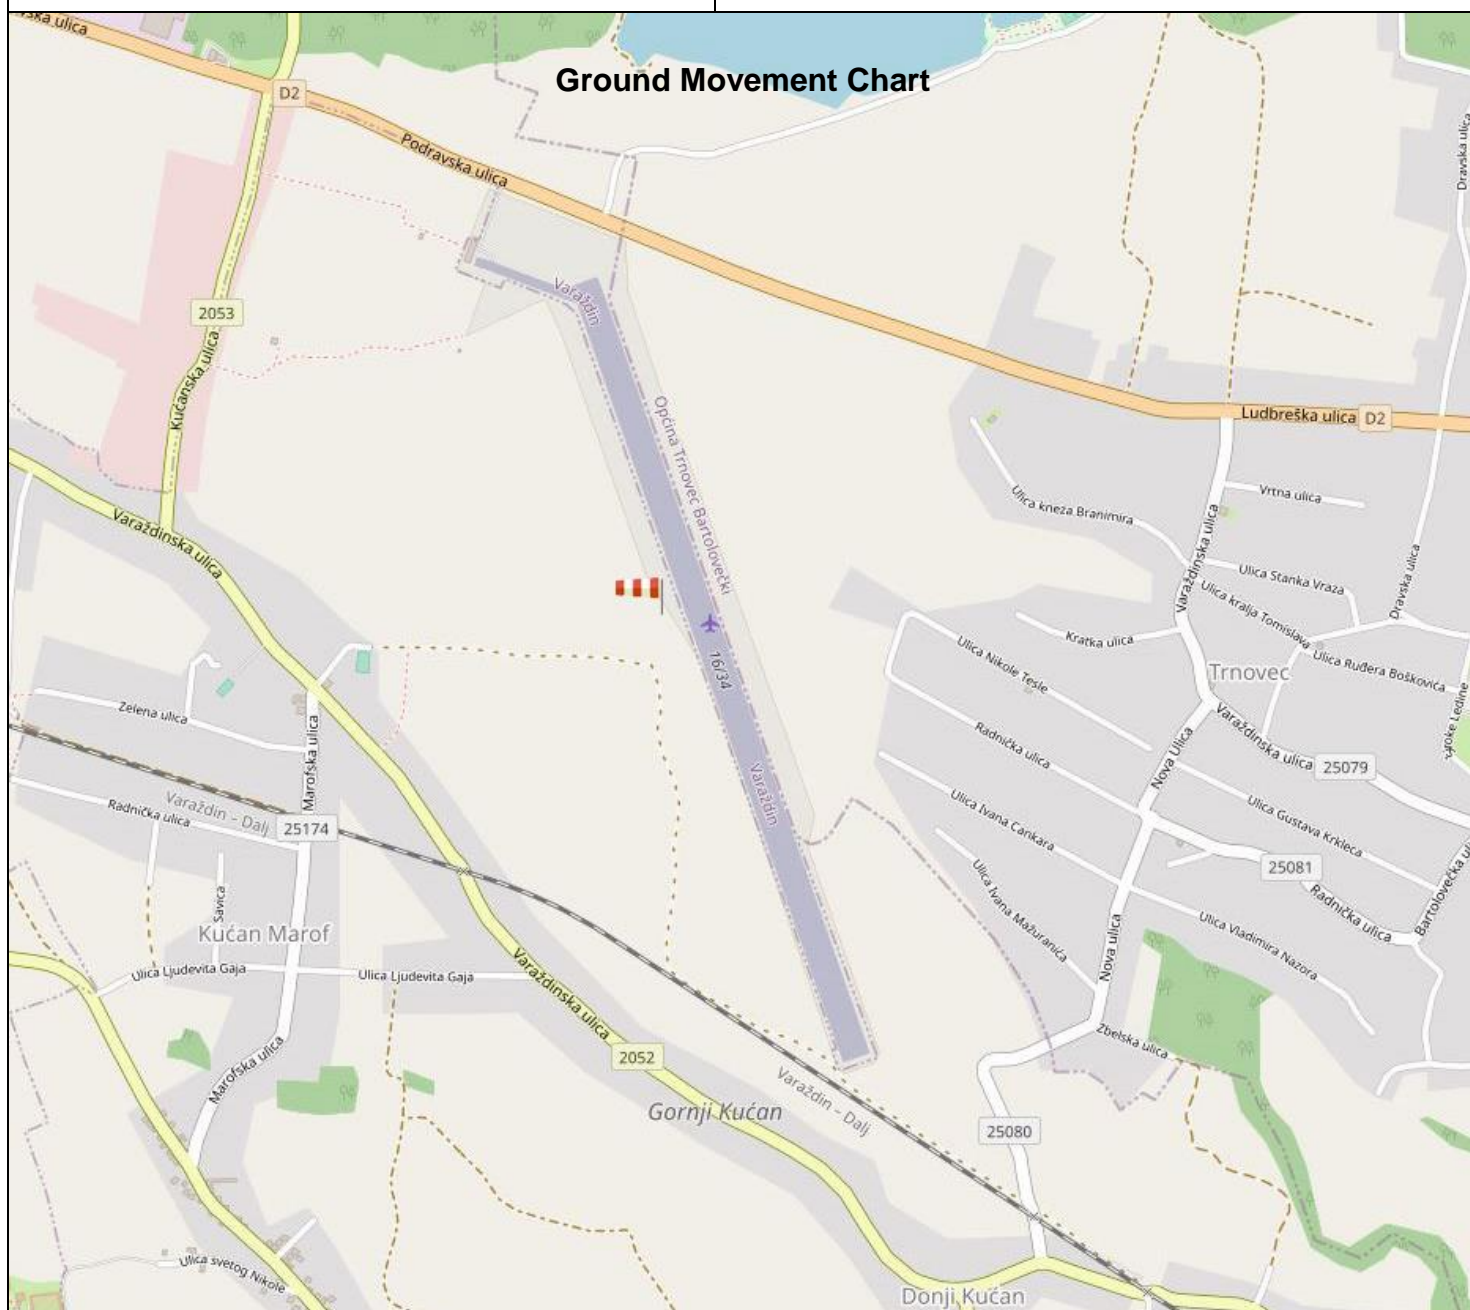 Ground Movement Chart
vska ulica
D2
Podravska ulica
Dravska ulica
2053
Varaždin
Kućanska ulica
Općina Trnovec Bartolovečki
Ludbreška ulica
D2
Vrtna ulica
Ulica kneza Branimira
Varaždinska ulica
Varaždinska ulica
Ulica Stanka Vraza
Dravska ulica
Ulica kralja Tomislava
Kratka ulica
Ulica Nikole Tesle
Ulica Ruđera Boškovića
Trnovec
16/34
Zelena ulica
Marofska ulica
Radnička ulica
Nova Ulica
Varaždinska ulica
25079
roke Ledine
Varaždin
Varaždin – Dalj
Radnička ulica
25174
Ulica Ivana Cankara
Ulica Gustava Krkleca
Ulica Ivana Mažuranića
25081
Radnička ulica
Bartolovečka ul
Savica
Kućan Marof
Ulica Ljudevita Gaja
Ulica Ljudevita Gaja
Varaždinska ulica
Nova ulica
Ulica Vladimira Nazora
Zbelska ulica
2052
Marofska ulica
Gornji Kućan
Varaždin – Dalj
25080
Ulica svetog Nikole
Donji Kućan